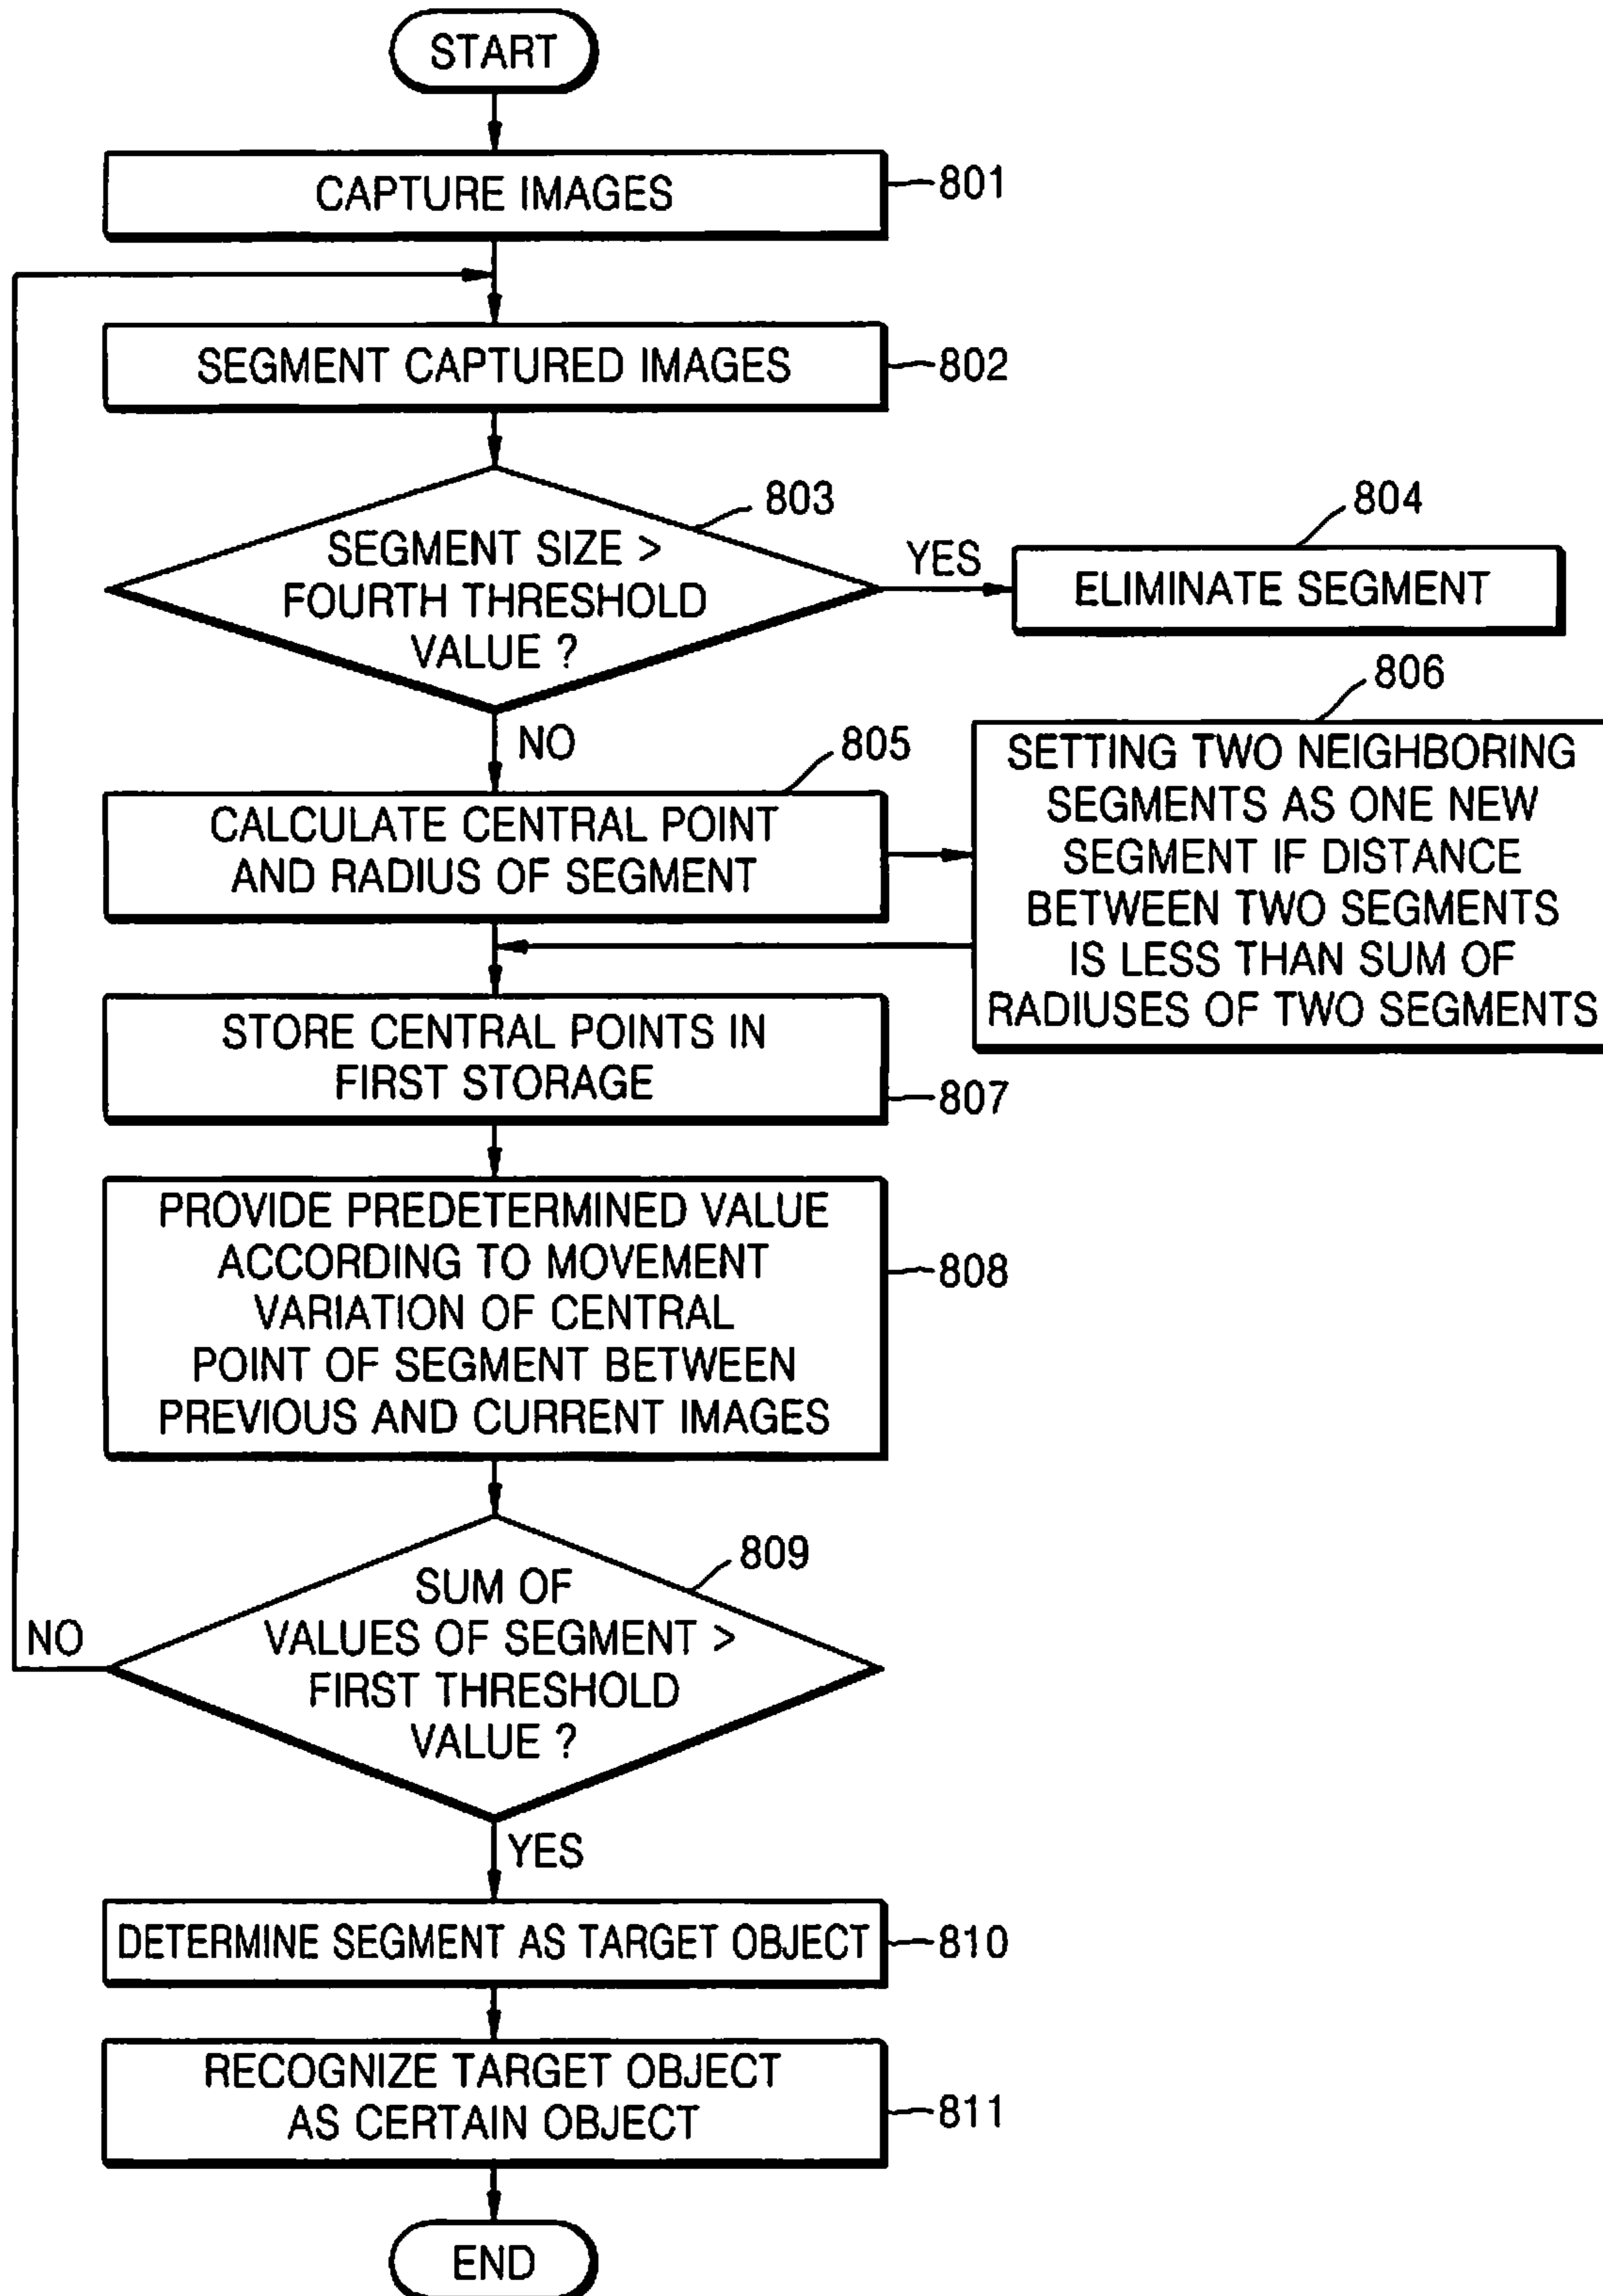 START
CAPTURE IMAGES
801
SEGMENT CAPTURED IMAGES
802
803
SEGMENT SIZE >
FOURTH THRESHOLD
VALUE ?
YES
804
ELIMINATE SEGMENT
NO
805
CALCULATE CENTRAL POINT
AND RADIUS OF SEGMENT
806
SETTING TWO NEIGHBORING
SEGMENTS AS ONE NEW
SEGMENT IF DISTANCE
BETWEEN TWO SEGMENTS
IS LESS THAN SUM OF
RADIUSES OF TWO SEGMENTS
STORE CENTRAL POINTS IN
FIRST STORAGE
807
PROVIDE PREDETERMINED VALUE
ACCORDING TO MOVEMENT
VARIATION OF CENTRAL
POINT OF SEGMENT BETWEEN
PREVIOUS AND CURRENT IMAGES
808
809
SUM OF
VALUES OF SEGMENT >
FIRST THRESHOLD
VALUE ?
NO
YES
DETERMINE SEGMENT AS TARGET OBJECT
810
RECOGNIZE TARGET OBJECT
AS CERTAIN OBJECT
811
END